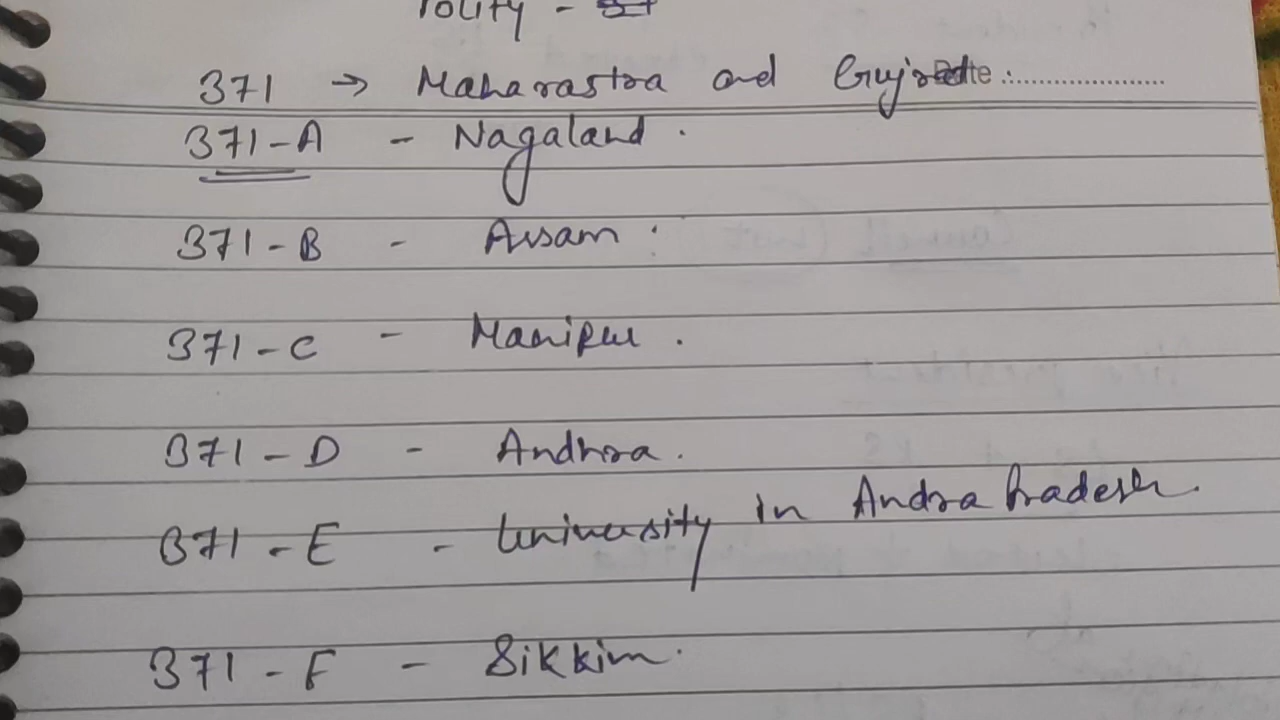 Polity -
371 → Maharastra and Gujrat Date :
371-A - Nagaland.
371-B - Assam.
371-C - Manipur.
371-D - Andhra.
371-E - University in Andra Pradesh.
371-F - Sikkim.